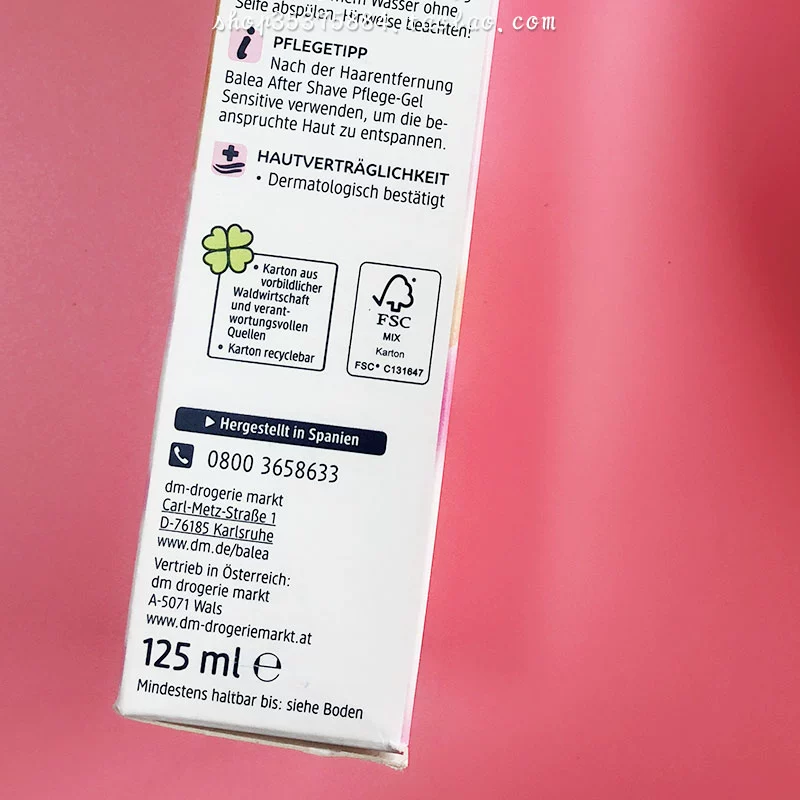 shop35315884.taobao.com
Seife abspülen. Hinweise beachten!
PFLEGETIPP
Nach der Haarentfernung
Balea After Shave Pflege-Gel
Sensitive verwenden, um die be-
anspruchte Haut zu entspannen.
HAUTVERTRÄGLICHKEIT
• Dermatologisch bestätigt
• Karton aus
vorbildlicher
Waldwirtschaft
und verant-
wortungsvollen
Quellen
• Karton recyclebar
FSC
MIX
Karton
FSC® C131647
Hergestellt in Spanien
0800 3658633
dm-drogerie markt
Carl-Metz-Straße 1
D-76185 Karlsruhe
www.dm.de/balea
Vertrieb in Österreich:
dm drogerie markt
A-5071 Wals
www.dm-drogeriemarkt.at
125 ml ℮
Mindestens haltbar bis: siehe Boden